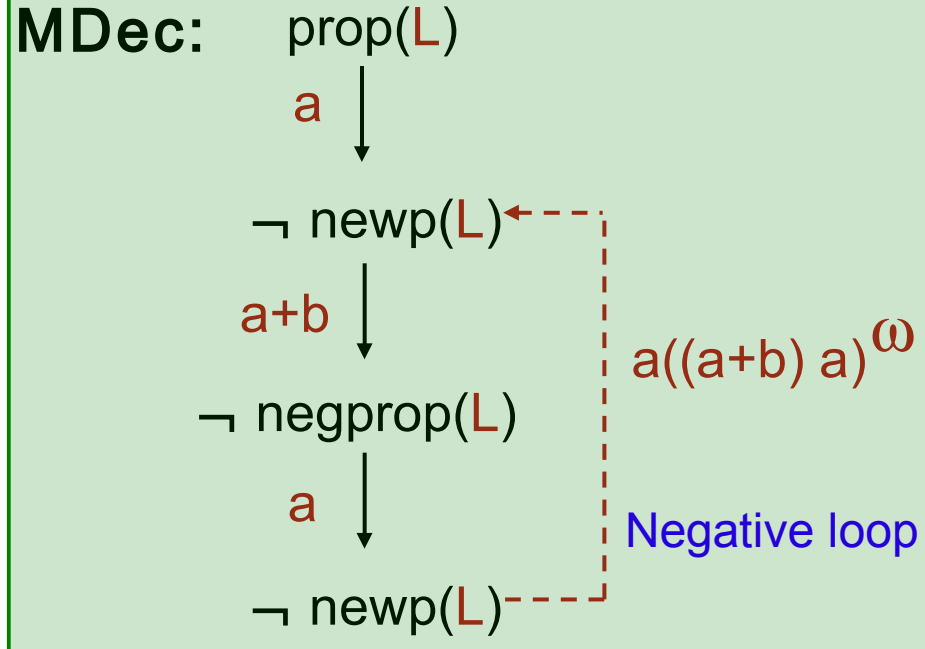 MDec: prop(L)
a
¬ newp(L)
a+b
a((a+b) a)^ω
¬ negprop(L)
a
Negative loop
¬ newp(L)